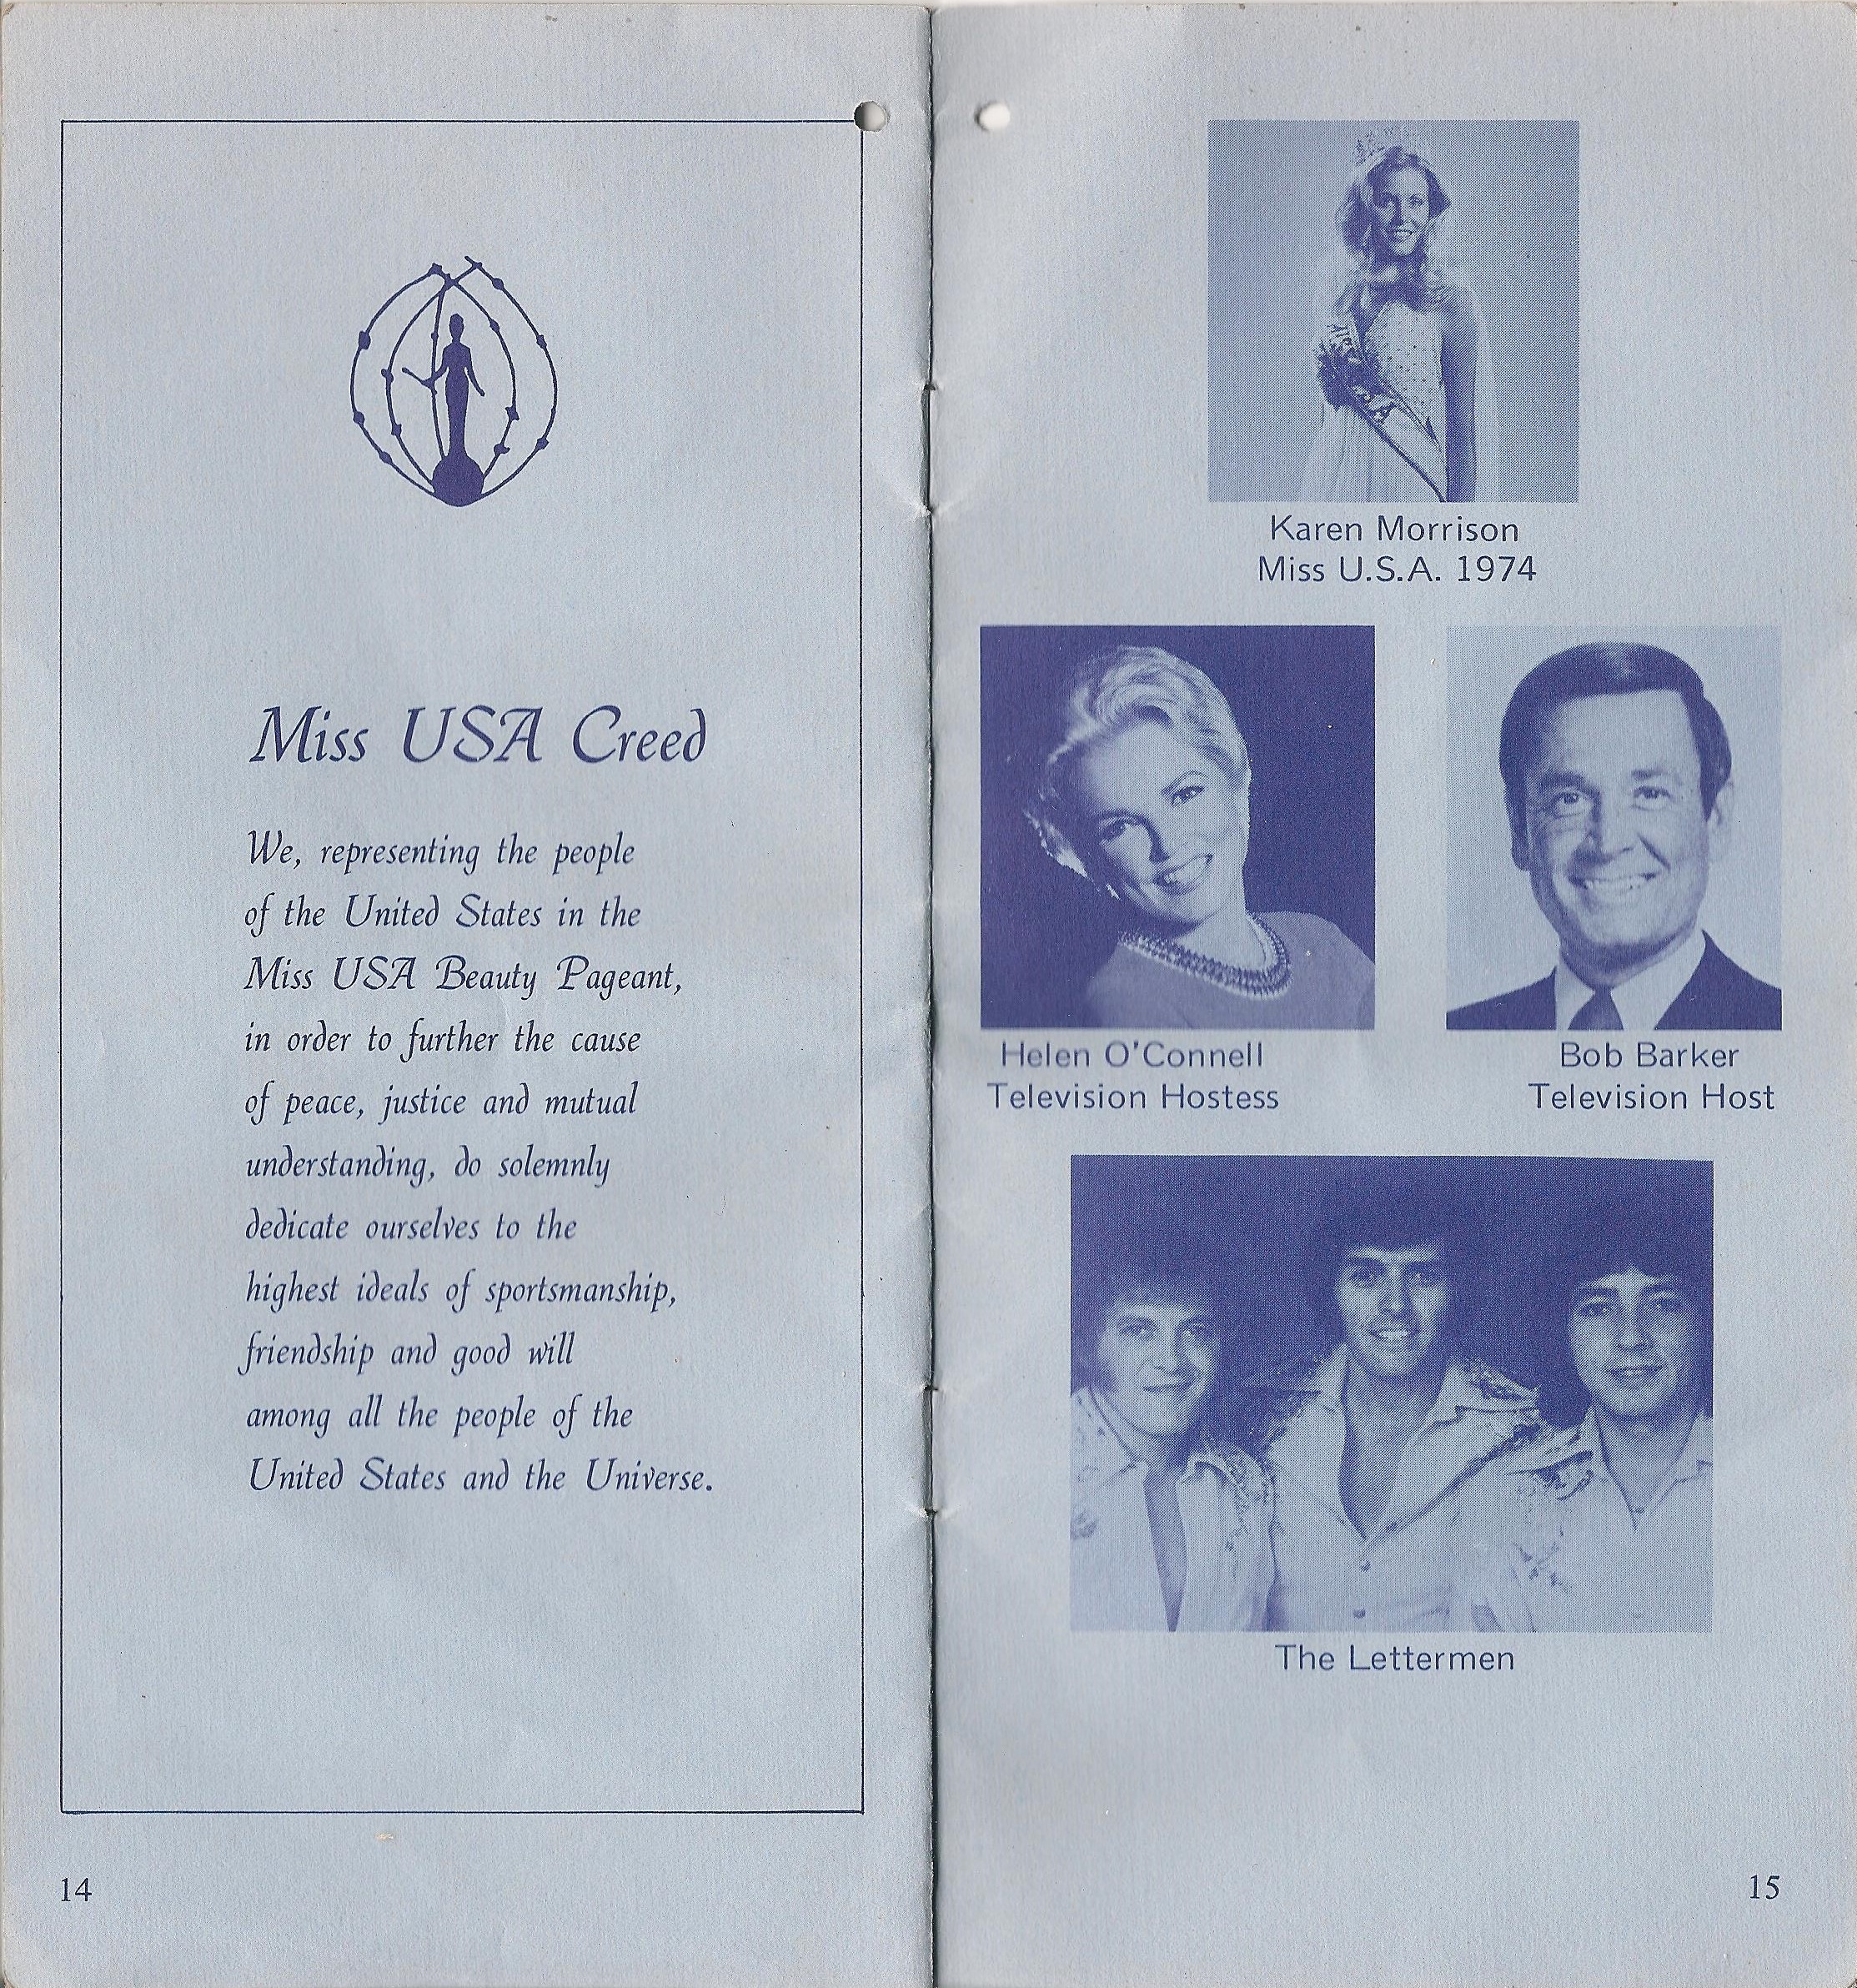 Miss USA Creed
We, representing the people
of the United States in the
Miss USA Beauty Pageant,
in order to further the cause
of peace, justice and mutual
understanding, do solemnly
dedicate ourselves to the
highest ideals of sportsmanship,
friendship and good will
among all the people of the
United States and the Universe.
14
Karen Morrison
Miss U.S.A. 1974
Helen O'Connell
Television Hostess
Bob Barker
Television Host
The Lettermen
15